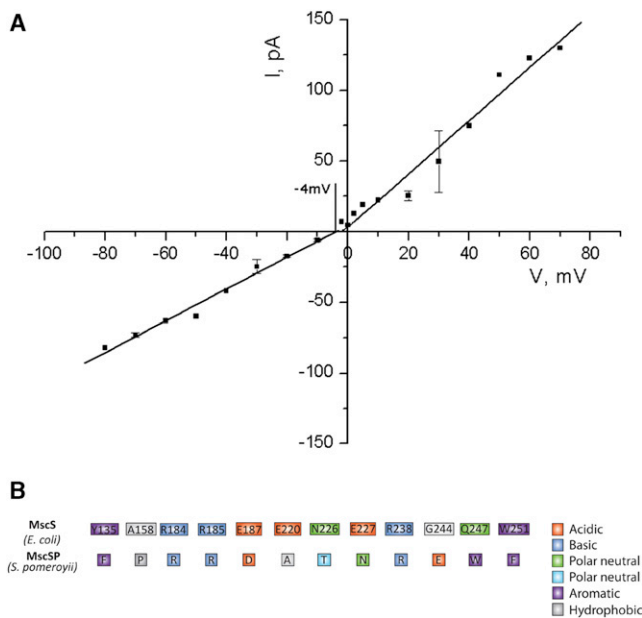 A
I, pA
150
100
50
-4mV
-100 -80 -60 -40 -20 0 20 40 60 80
V, mV
-50
-100
-150
B
MscS Y135 A158 R184 R185 E187 E220 N226 E227 R238 G244 Q247 W251
(E. coli)
MscSP F P R R D A T N R E W F
(S. pomeroyii)
Acidic
Basic
Polar neutral
Polar neutral
Aromatic
Hydrophobic